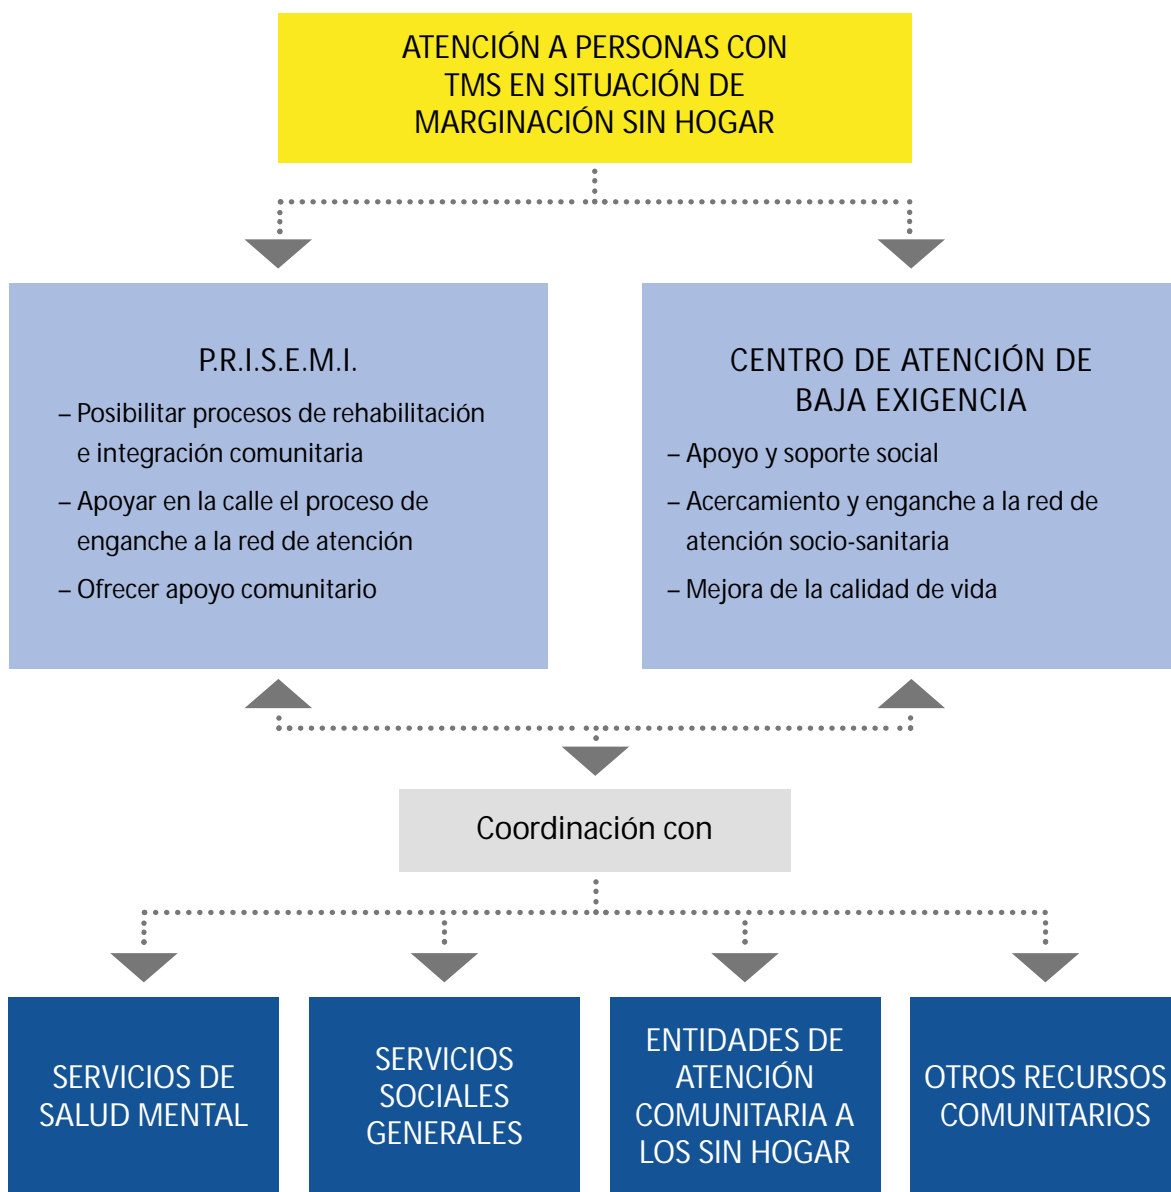 ATENCIÓN A PERSONAS CON
TMS EN SITUACIÓN DE
MARGINACIÓN SIN HOGAR
P.R.I.S.E.M.I.
– Posibilitar procesos de rehabilitación
e integración comunitaria
– Apoyar en la calle el proceso de
enganche a la red de atención
– Ofrecer apoyo comunitario
CENTRO DE ATENCIÓN DE
BAJA EXIGENCIA
– Apoyo y soporte social
– Acercamiento y enganche a la red de
atención socio-sanitaria
– Mejora de la calidad de vida
Coordinación con
SERVICIOS DE
SALUD MENTAL
SERVICIOS
SOCIALES
GENERALES
ENTIDADES DE
ATENCIÓN
COMUNITARIA A
LOS SIN HOGAR
OTROS RECURSOS
COMUNITARIOS